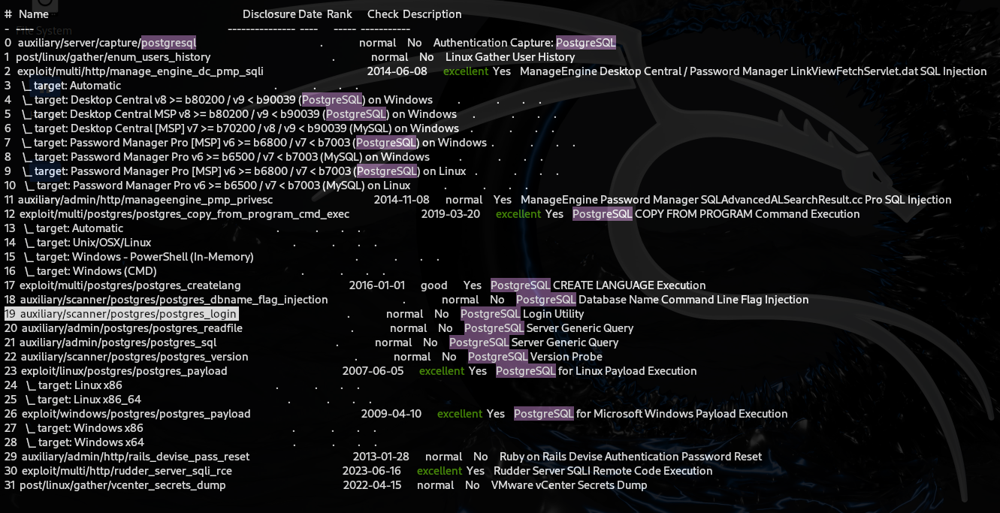 # Name Disclosure Date Rank Check Description
- ---- --------------- ---- ----- -----------
File System
0 auxiliary/server/capture/postgresql . normal No Authentication Capture: PostgreSQL
1 post/linux/gather/enum_users_history . normal No Linux Gather User History
2 exploit/multi/http/manage_engine_dc_pmp_sqli 2014-06-08 excellent Yes ManageEngine Desktop Central / Password Manager LinkViewFetchServlet.dat SQL Injection
3 \_ target: Automatic . . . .
4 \_ target: Desktop Central v8 >= b80200 / v9 < b90039 (PostgreSQL) on Windows . . . .
5 \_ target: Desktop Central MSP v8 >= b80200 / v9 < b90039 (PostgreSQL) on Windows . . . .
6 \_ target: Desktop Central [MSP] v7 >= b70200 / v8 / v9 < b90039 (MySQL) on Windows . . . .
7 \_ target: Password Manager Pro [MSP] v6 >= b6800 / v7 < b7003 (PostgreSQL) on Windows . . . .
8 \_ target: Password Manager Pro v6 >= b6500 / v7 < b7003 (MySQL) on Windows . . . .
9 \_ target: Password Manager Pro [MSP] v6 >= b6800 / v7 < b7003 (PostgreSQL) on Linux . . . .
10 \_ target: Password Manager Pro v6 >= b6500 / v7 < b7003 (MySQL) on Linux . . . .
11 auxiliary/admin/http/manageengine_pmp_privesc 2014-11-08 normal Yes ManageEngine Password Manager SQLAdvancedALSearchResult.cc Pro SQL Injection
12 exploit/multi/postgres/postgres_copy_from_program_cmd_exec 2019-03-20 excellent Yes PostgreSQL COPY FROM PROGRAM Command Execution
13 \_ target: Automatic . . . .
14 \_ target: Unix/OSX/Linux . . . .
15 \_ target: Windows - PowerShell (In-Memory) . . . .
16 \_ target: Windows (CMD) . . . .
17 exploit/multi/postgres/postgres_createlang 2016-01-01 good Yes PostgreSQL CREATE LANGUAGE Execution
18 auxiliary/scanner/postgres/postgres_dbname_flag_injection . normal No PostgreSQL Database Name Command Line Flag Injection
19 auxiliary/scanner/postgres/postgres_login . normal No PostgreSQL Login Utility
20 auxiliary/admin/postgres/postgres_readfile . normal No PostgreSQL Server Generic Query
21 auxiliary/admin/postgres/postgres_sql . normal No PostgreSQL Server Generic Query
22 auxiliary/scanner/postgres/postgres_version . normal No PostgreSQL Version Probe
23 exploit/linux/postgres/postgres_payload 2007-06-05 excellent Yes PostgreSQL for Linux Payload Execution
24 \_ target: Linux x86 . . . .
25 \_ target: Linux x86_64 . . . .
26 exploit/windows/postgres/postgres_payload 2009-04-10 excellent Yes PostgreSQL for Microsoft Windows Payload Execution
27 \_ target: Windows x86 . . . .
28 \_ target: Windows x64 . . . .
29 auxiliary/admin/http/rails_devise_pass_reset 2013-01-28 normal No Ruby on Rails Devise Authentication Password Reset
30 exploit/multi/http/rudder_server_sqli_rce 2023-06-16 excellent Yes Rudder Server SQLI Remote Code Execution
31 post/linux/gather/vcenter_secrets_dump 2022-04-15 normal No VMware vCenter Secrets Dump